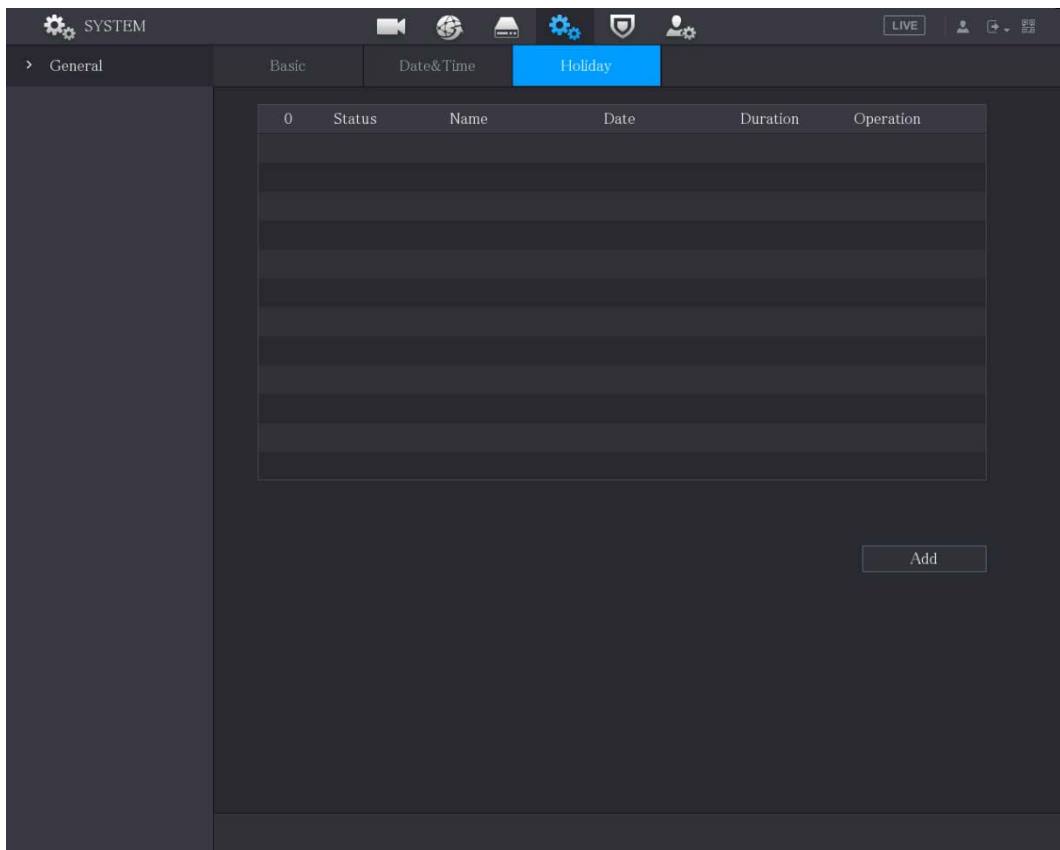 SYSTEM LIVE
General Basic Date&Time Holiday
0 Status Name Date Duration Operation
Add